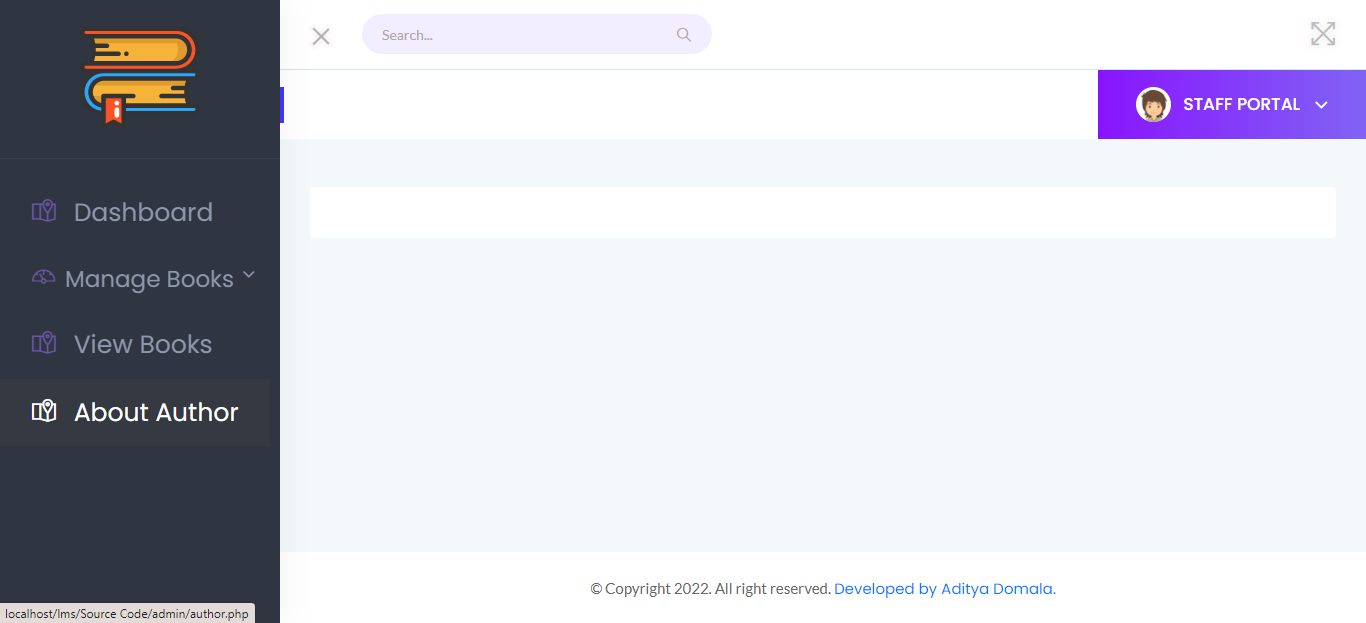 Search...
STAFF PORTAL
Dashboard
Manage Books
View Books
About Author
© Copyright 2022. All right reserved. Developed by Aditya Domala.
localhost/lms/Source Code/admin/author.php